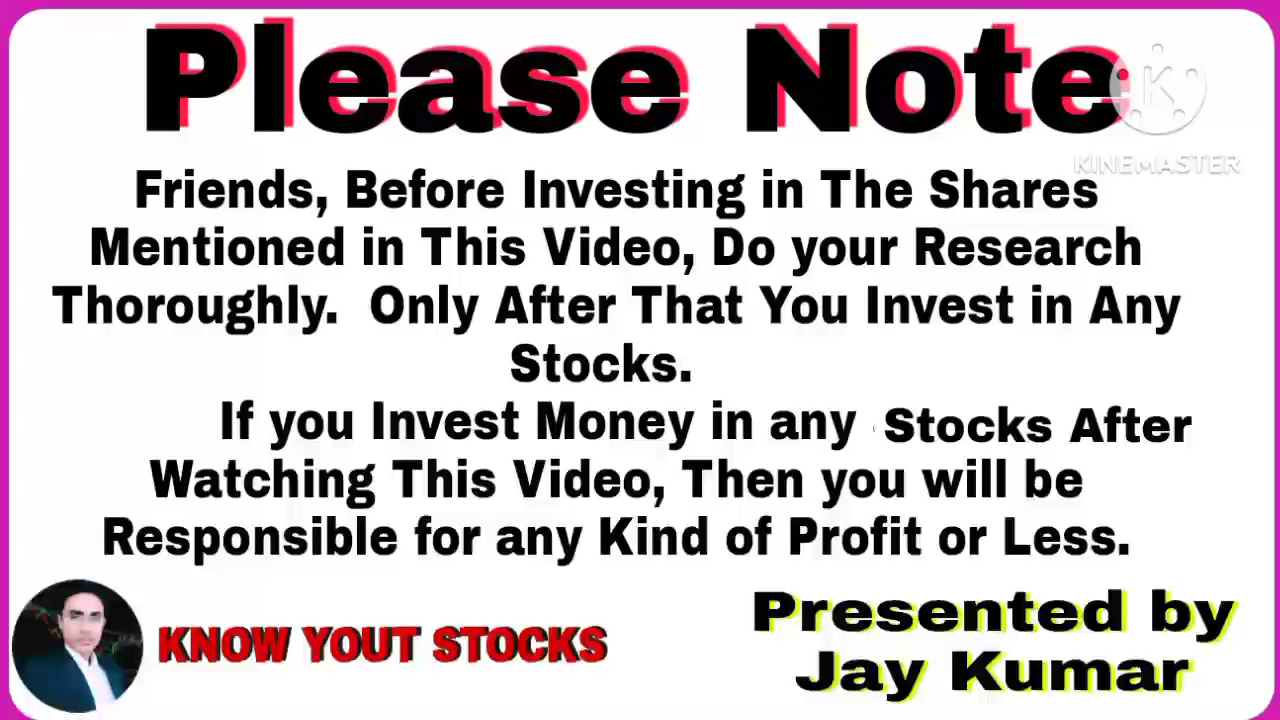 Please Note
KINEMASTER
Friends, Before Investing in The Shares
Mentioned in This Video, Do your Research
Thoroughly. Only After That You Invest in Any
Stocks.
If you Invest Money in any Stocks After
Watching This Video, Then you will be
Responsible for any Kind of Profit or Less.
KNOW YOUT STOCKS
Presented by
Jay Kumar